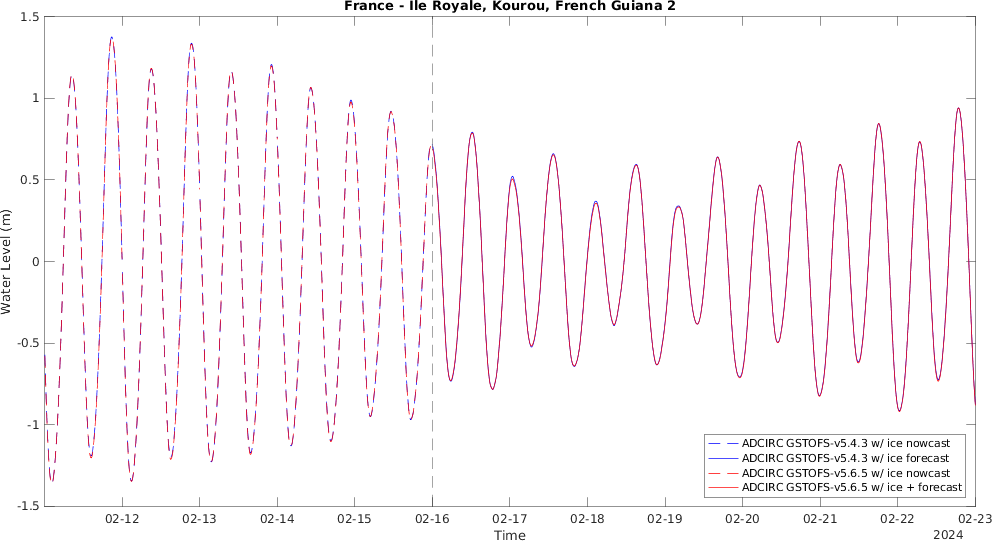 France - Ile Royale, Kourou, French Guiana 2
1.5
1
0.5
0
-0.5
-1
-1.5
Water Level (m)
02-12 02-13 02-14 02-15 02-16 02-17 02-18 02-19 02-20 02-21 02-22 02-23
Time
2024
ADCIRC GSTOFS-v5.4.3 w/ ice nowcast
ADCIRC GSTOFS-v5.4.3 w/ ice forecast
ADCIRC GSTOFS-v5.6.5 w/ ice nowcast
ADCIRC GSTOFS-v5.6.5 w/ ice + forecast